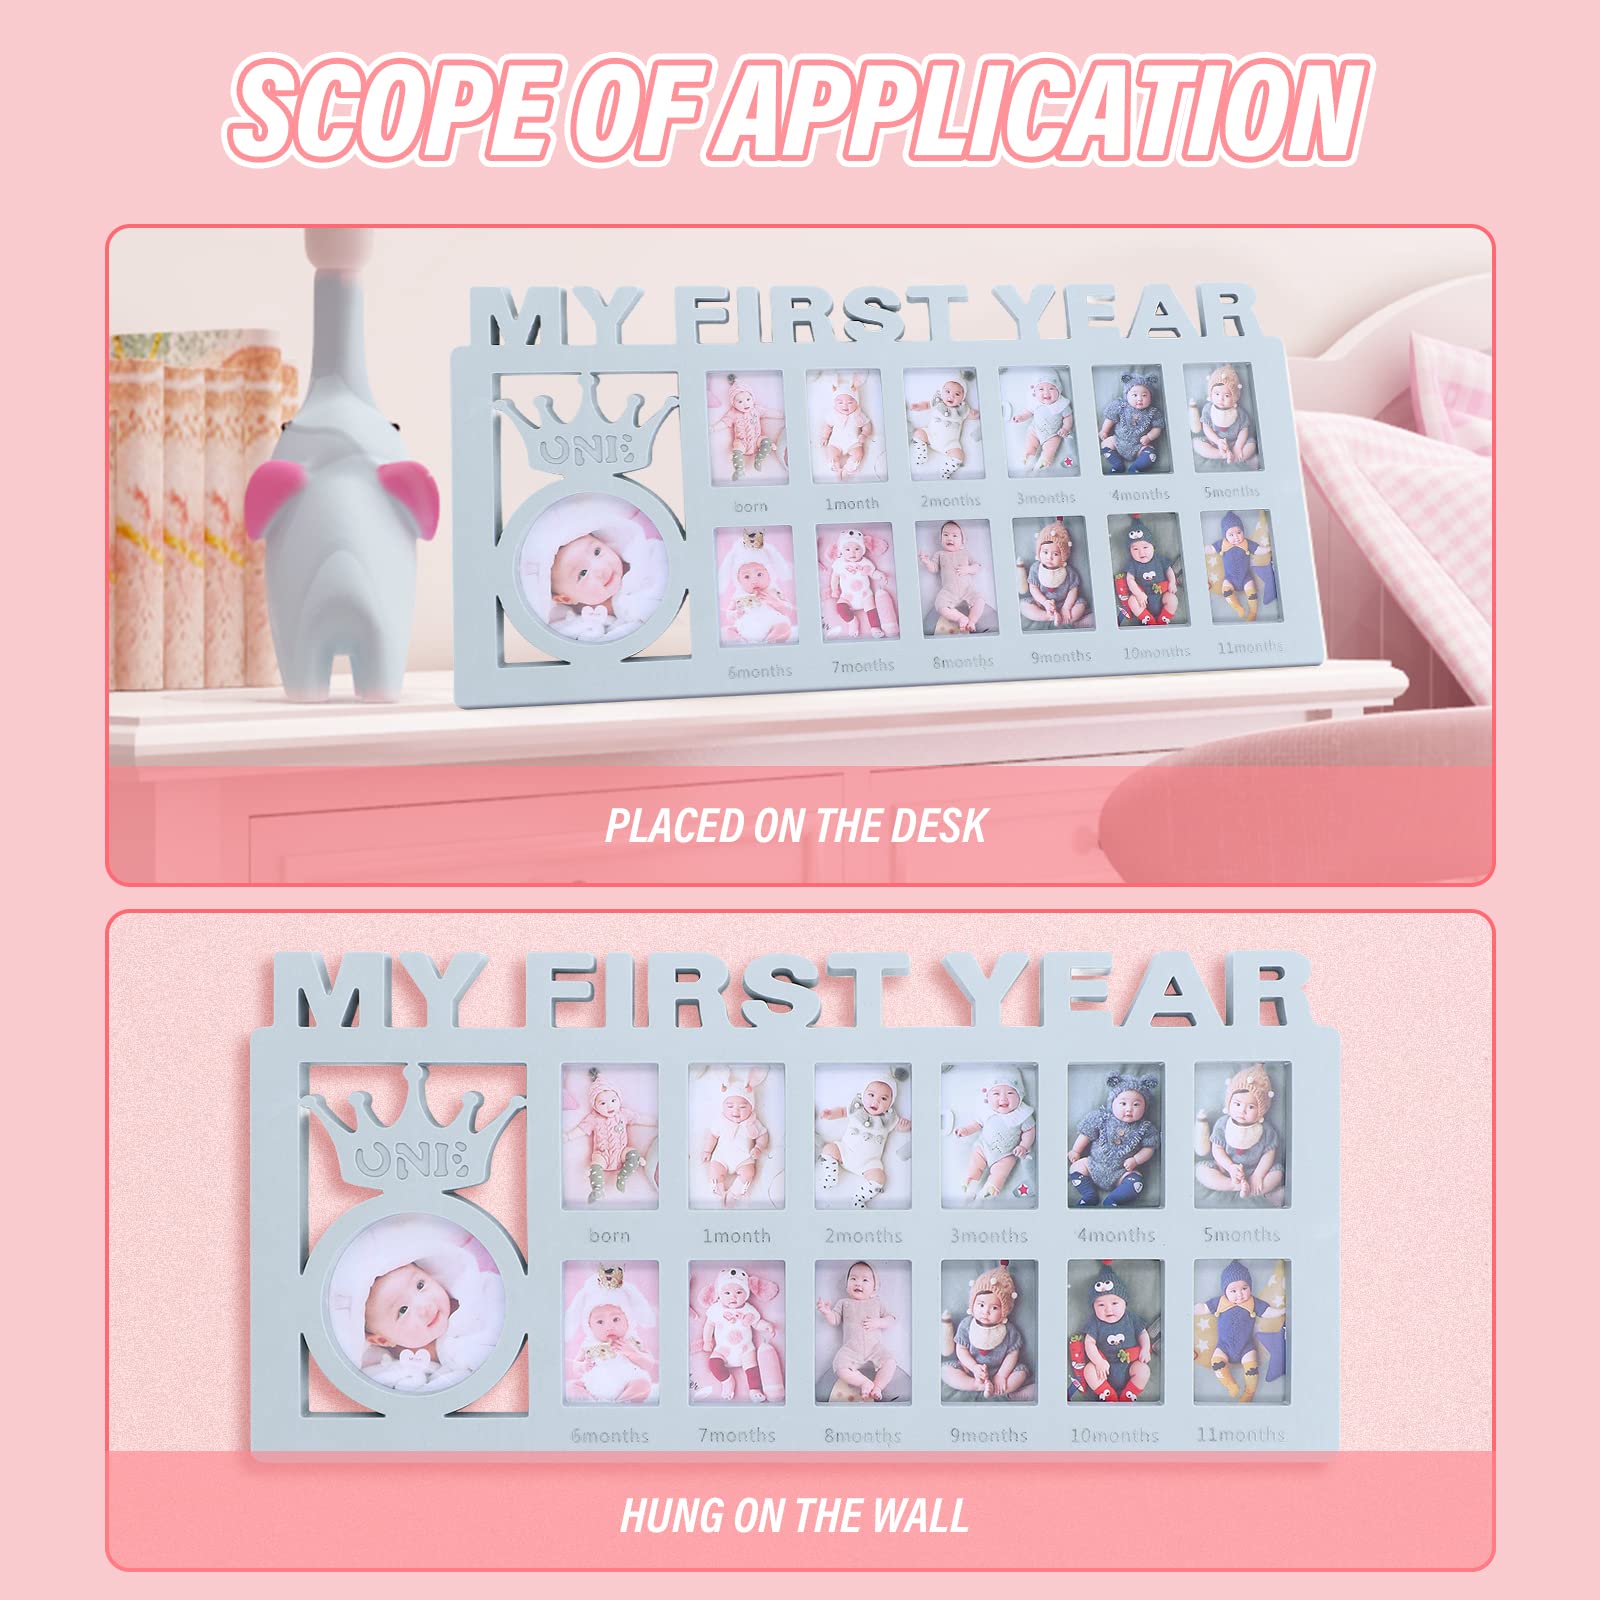 SCOPE OF APPLICATION
MY FIRST YEAR
ONE
born 1month 2months 3months 4months 5months
6months 7months 8months 9months 10months 11months
PLACED ON THE DESK
MY FIRST YEAR
ONE
born 1month 2months 3months 4months 5months
6months 7months 8months 9months 10months 11months
HUNG ON THE WALL